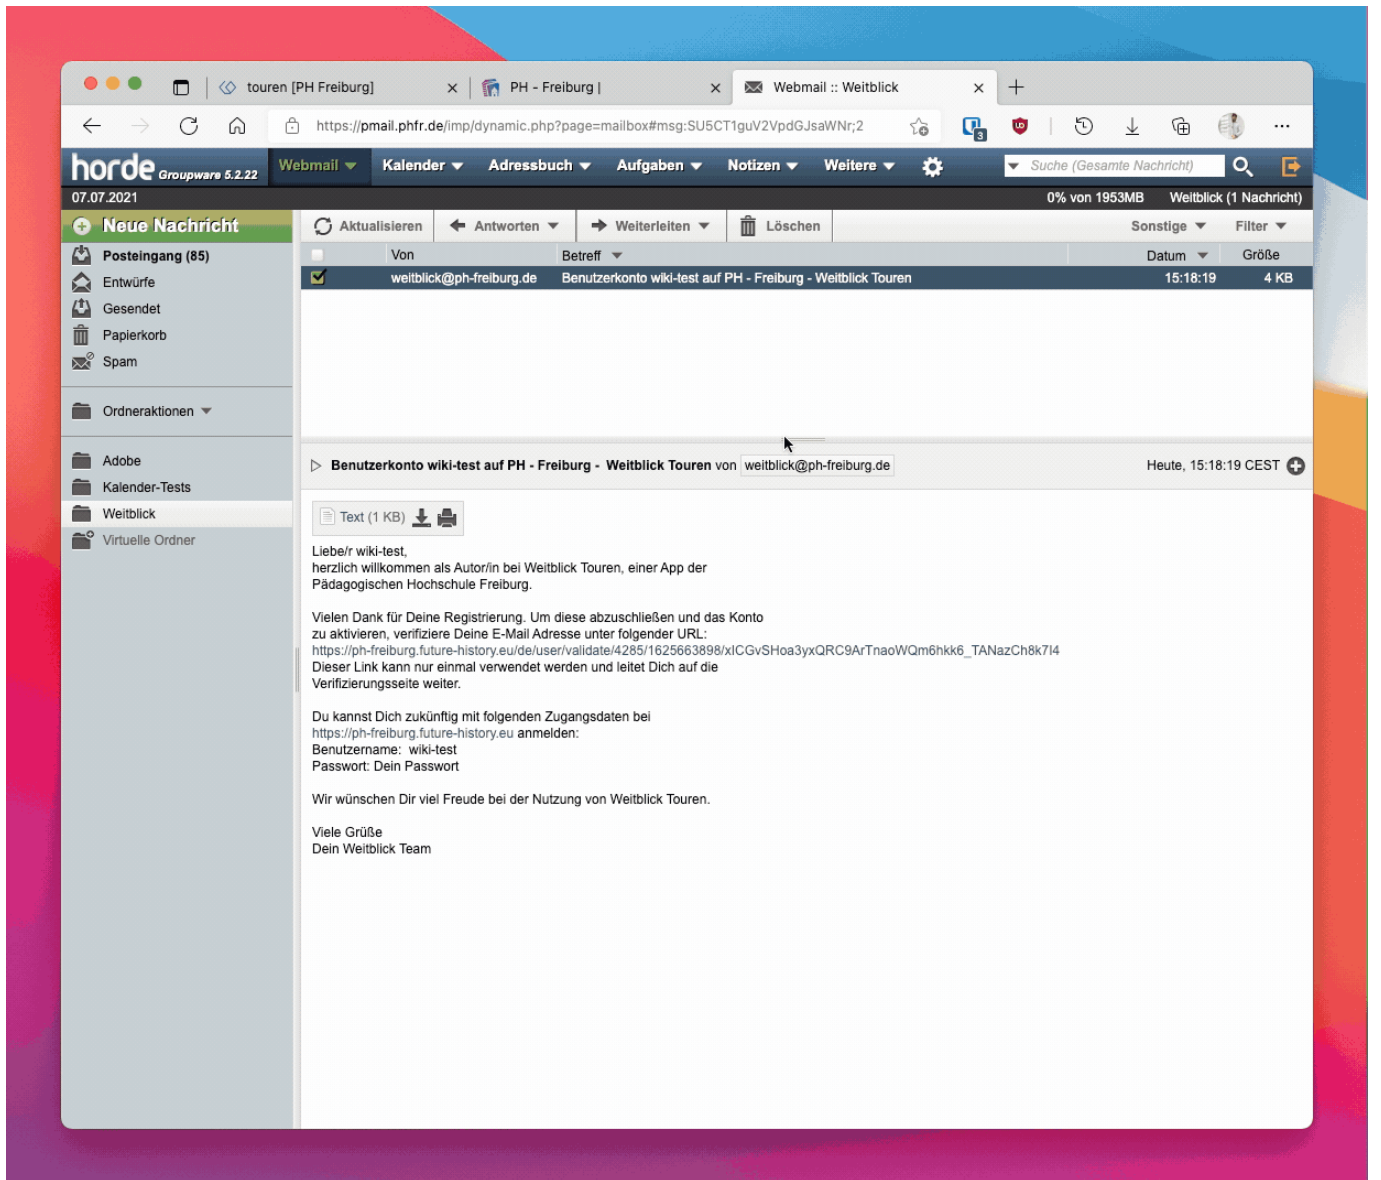 touren [PH Freiburg]
PH - Freiburg |
Webmail :: Weitblick
https://pmail.phfr.de/imp/dynamic.php?page=mailbox#msg:SU5CT1guV2VpdGJsaWNr;2
3
horde Groupware 5.2.22
Webmail
Kalender
Adressbuch
Aufgaben
Notizen
Weitere
Suche (Gesamte Nachricht)
07.07.2021
0% von 1953MB
Weitblick (1 Nachricht)
Neue Nachricht
Aktualisieren
Antworten
Weiterleiten
Löschen
Sonstige
Filter
Posteingang (85)
Entwürfe
Gesendet
Papierkorb
Spam
Ordneraktionen
Adobe
Kalender-Tests
Weitblick
Virtuelle Ordner
Von
Betreff
Datum
Größe
weitblick@ph-freiburg.de
Benutzerkonto wiki-test auf PH - Freiburg - Weitblick Touren
15:18:19
4 KB
Benutzerkonto wiki-test auf PH - Freiburg - Weitblick Touren von weitblick@ph-freiburg.de
Heute, 15:18:19 CEST
Text (1 KB)
Liebe/r wiki-test,
herzlich willkommen als Autor/in bei Weitblick Touren, einer App der
Pädagogischen Hochschule Freiburg.
Vielen Dank für Deine Registrierung. Um diese abzuschließen und das Konto
zu aktivieren, verifiziere Deine E-Mail Adresse unter folgender URL:
https://ph-freiburg.future-history.eu/de/user/validate/4285/1625663898/xICGvSHoa3yxQRC9ArTnaoWQm6hkk6_TANazCh8k7I4
Dieser Link kann nur einmal verwendet werden und leitet Dich auf die
Verifizierungsseite weiter.
Du kannst Dich zukünftig mit folgenden Zugangsdaten bei
https://ph-freiburg.future-history.eu anmelden:
Benutzername: wiki-test
Passwort: Dein Passwort
Wir wünschen Dir viel Freude bei der Nutzung von Weitblick Touren.
Viele Grüße
Dein Weitblick Team